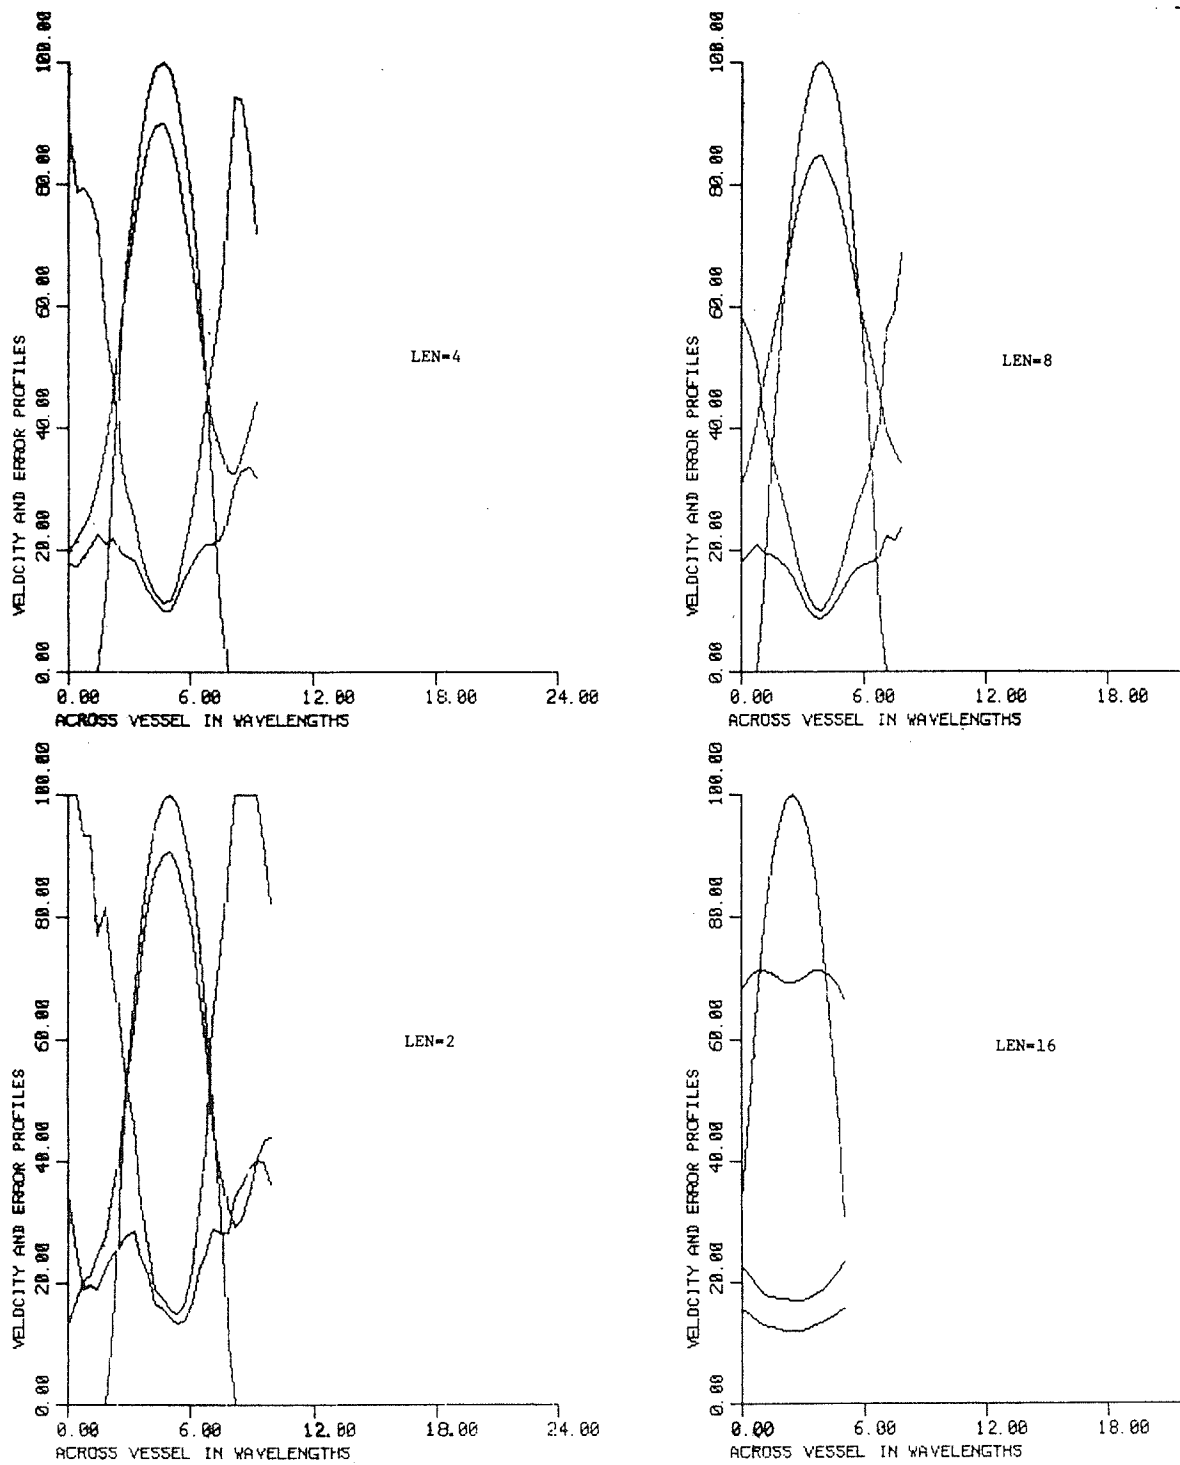 VELOCITY AND ERROR PROFILES
100.00
80.00
60.00
40.00
20.00
0.00
LEN=4
0.00 6.00 12.00 18.00 24.00
ACROSS VESSEL IN WAVELENGTHS
VELOCITY AND ERROR PROFILES
100.00
80.00
60.00
40.00
20.00
0.00
LEN=8
0.00 6.00 12.00 18.00
ACROSS VESSEL IN WAVELENGTHS
VELOCITY AND ERROR PROFILES
100.00
80.00
60.00
40.00
20.00
0.00
LEN=2
0.00 6.00 12.00 18.00 24.00
ACROSS VESSEL IN WAVELENGTHS
VELOCITY AND ERROR PROFILES
100.00
80.00
60.00
40.00
20.00
0.00
LEN=16
0.00 6.00 12.00 18.00
ACROSS VESSEL IN WAVELENGTHS